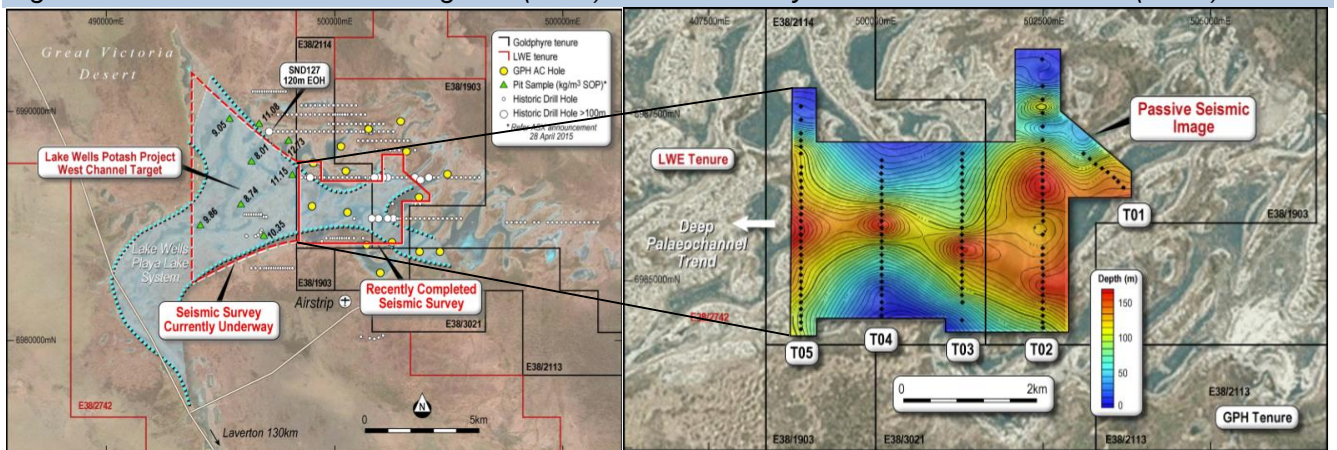 490000mE
500000mE
500000mE
Great Victoria
Desert
E38/2114
SND127
120m EOH
Goldphyre tenure
LWE tenure
GPH AC Hole
Pit Sample (kg/m³ SOP)*
Historic Drill Hole
Historic Drill Hole >100m
* Refer ASX announcement
28 April 2015
E38/1903
6990000mN
9.05
11.08
8.01
11.15
8.74
9.86
10.35
Lake Wells Potash Project
West Channel Target
Lake Wells
Playa Lake
System
Seismic Survey
Currently Underway
Recently Completed
Seismic Survey
E38/1903
Airstrip
E38/3021
6980000mN
E38/2113
E38/2742
Laverton 130km
N
0
5km
407500mE
E38/2114
500000mE
502500mE
505000mE
E38/1903
6987500mN
Passive Seismic
Image
LWE Tenure
Deep
Palaeochannel
Trend
T01
E38/1903
6985000mN
E38/2742
Depth (m)
150
100
50
0
T05
T04
T03
T02
0
2km
E38/2113
GPH Tenure
E38/1903
E38/3021
E38/2113